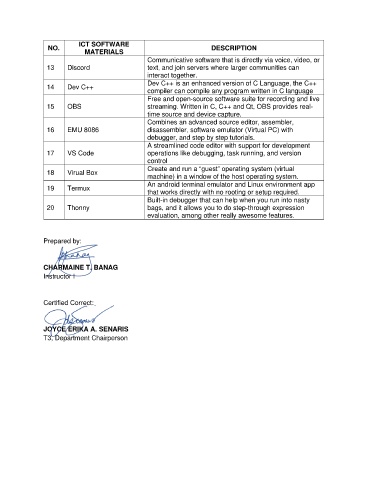 NO. ICT SOFTWARE MATERIALS DESCRIPTION
13 Discord Communicative software that is directly via voice, video, or
text, and join servers where larger communities can
interact together.
14 Dev C++ Dev C++ is an enhanced version of C Language, the C++
compiler can compile any program written in C language
15 OBS Free and open-source software suite for recording and live
streaming. Written in C, C++ and Qt, OBS provides real-
time source and device capture.
16 EMU 8086 Combines an advanced source editor, assembler,
disassembler, software emulator (Virtual PC) with
debugger, and step by step tutorials.
17 VS Code A streamlined code editor with support for development
operations like debugging, task running, and version
control
18 Virual Box Create and run a "guest" operating system (virtual
machine) in a window of the host operating system.
19 Termux An android terminal emulator and Linux environment app
that works directly with no rooting or setup required.
20 Thonny Built-in debugger that can help when you run into nasty
bags, and it allows you to do step-through expression
evaluation, among other really awesome features.
Prepared by:
CHARMAINE T. BANAG
Instructor I
Certified Correct:
JOYCE ERIKA A. SENARIS
T3, Department Chairperson